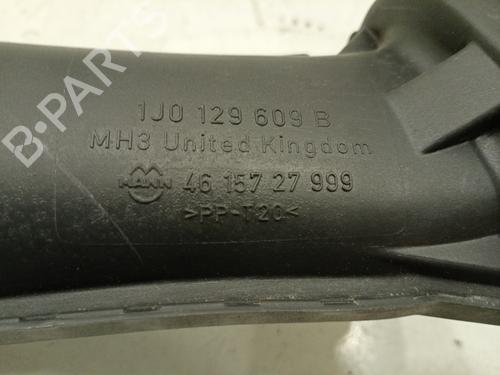 1J0 129 609 B
MH3 United Kingdom
MANN 46 157 27 999
>PP-T20<
B-PARTS